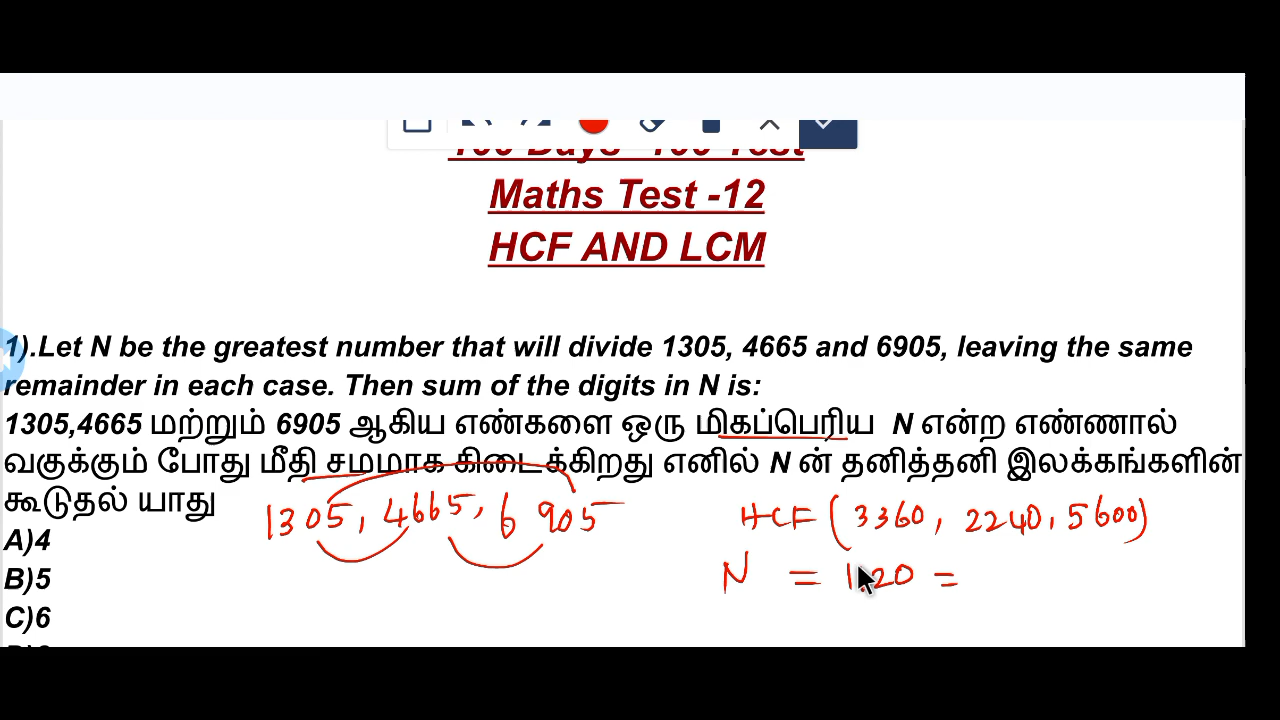 Maths Test -12
HCF AND LCM
1).Let N be the greatest number that will divide 1305, 4665 and 6905, leaving the same
remainder in each case. Then sum of the digits in N is:
1305,4665 மற்றும் 6905 ஆகிய எண்களை ஒரு மிகப்பெரிய N என்ற எண்ணால்
வகுக்கும் போது மீதி சமமாக கிடைக்கிறது எனில் N ன் தனித்தனி இலக்கங்களின்
கூடுதல் யாது
1305, 4665, 6905
HCF (3360, 2240, 5600)
A)4
N = 1120 =
B)5
C)6